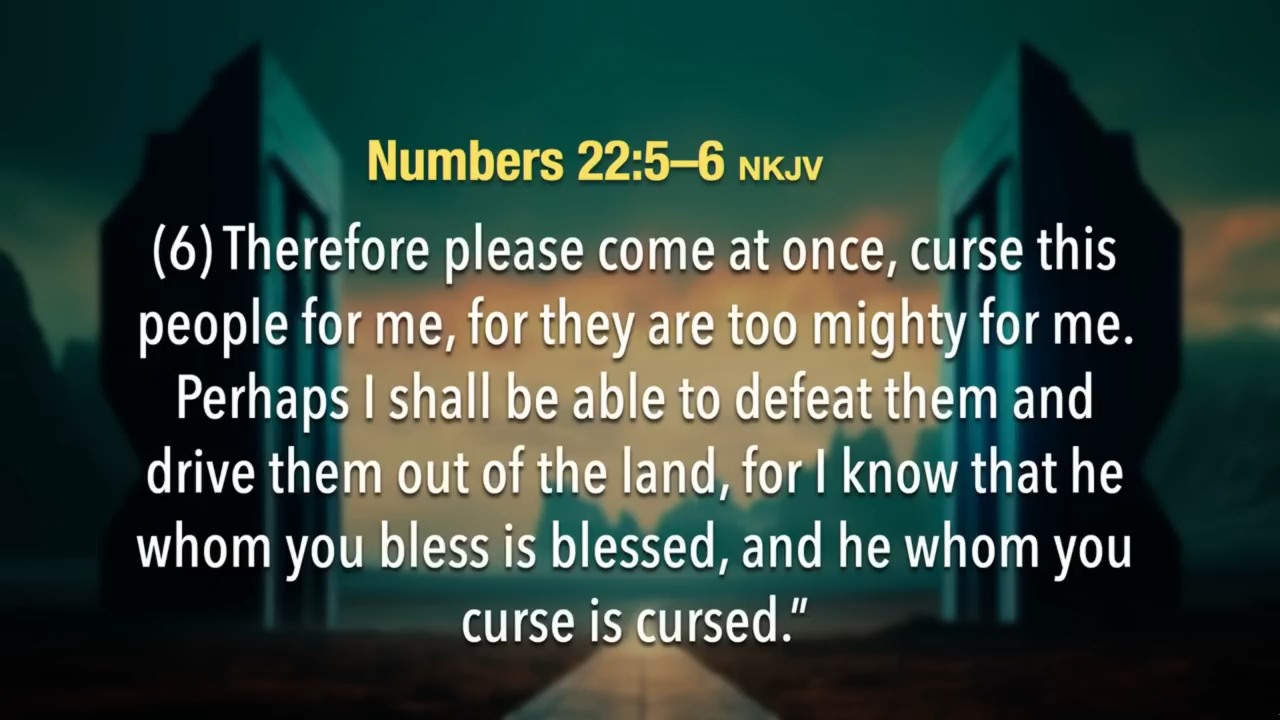 Numbers 22:5–6 NKJV
(6) Therefore please come at once, curse this
people for me, for they are too mighty for me.
Perhaps I shall be able to defeat them and
drive them out of the land, for I know that he
whom you bless is blessed, and he whom you
curse is cursed.”